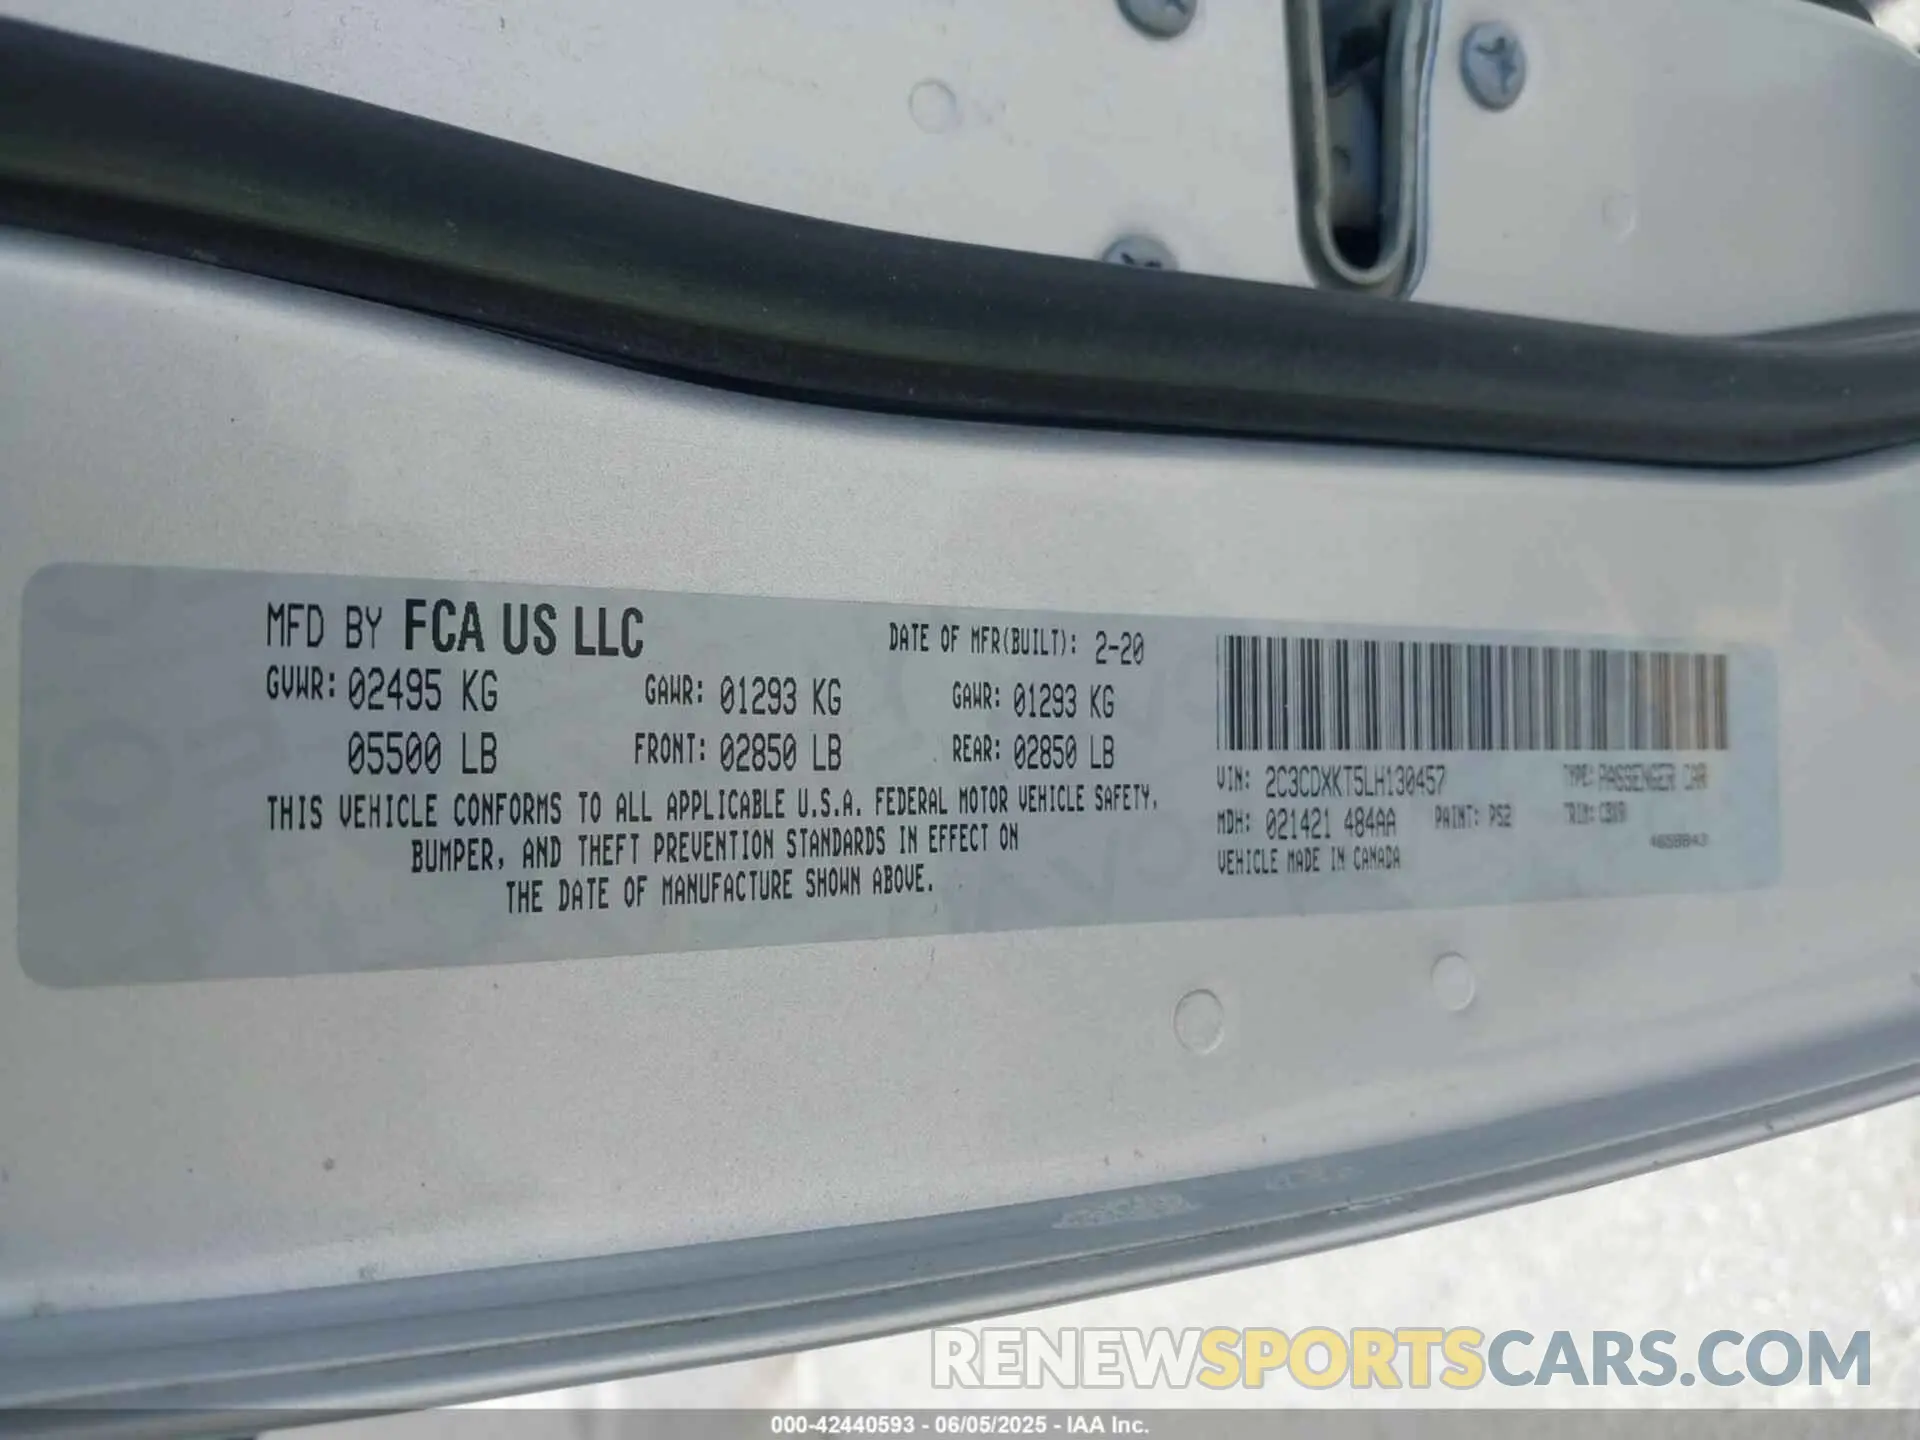 MFD BY FCA US LLC DATE OF MFR(BUILT): 2-20
GVWR: 02495 KG GAWR: 01293 KG GAWR: 01293 KG
05500 LB FRONT: 02850 LB REAR: 02850 LB
THIS VEHICLE CONFORMS TO ALL APPLICABLE U.S.A. FEDERAL MOTOR VEHICLE SAFETY,
BUMPER, AND THEFT PREVENTION STANDARDS IN EFFECT ON
THE DATE OF MANUFACTURE SHOWN ABOVE.
VIN: 2C3CDXKT5LH130457 TYPE: PASSENGER CAR
MDH: 021421 484AA PAINT: PS2 TRIM:
VEHICLE MADE IN CANADA
RENEWSPORTSCARS.COM
000-42440593 - 06/05/2025 - IAA Inc.